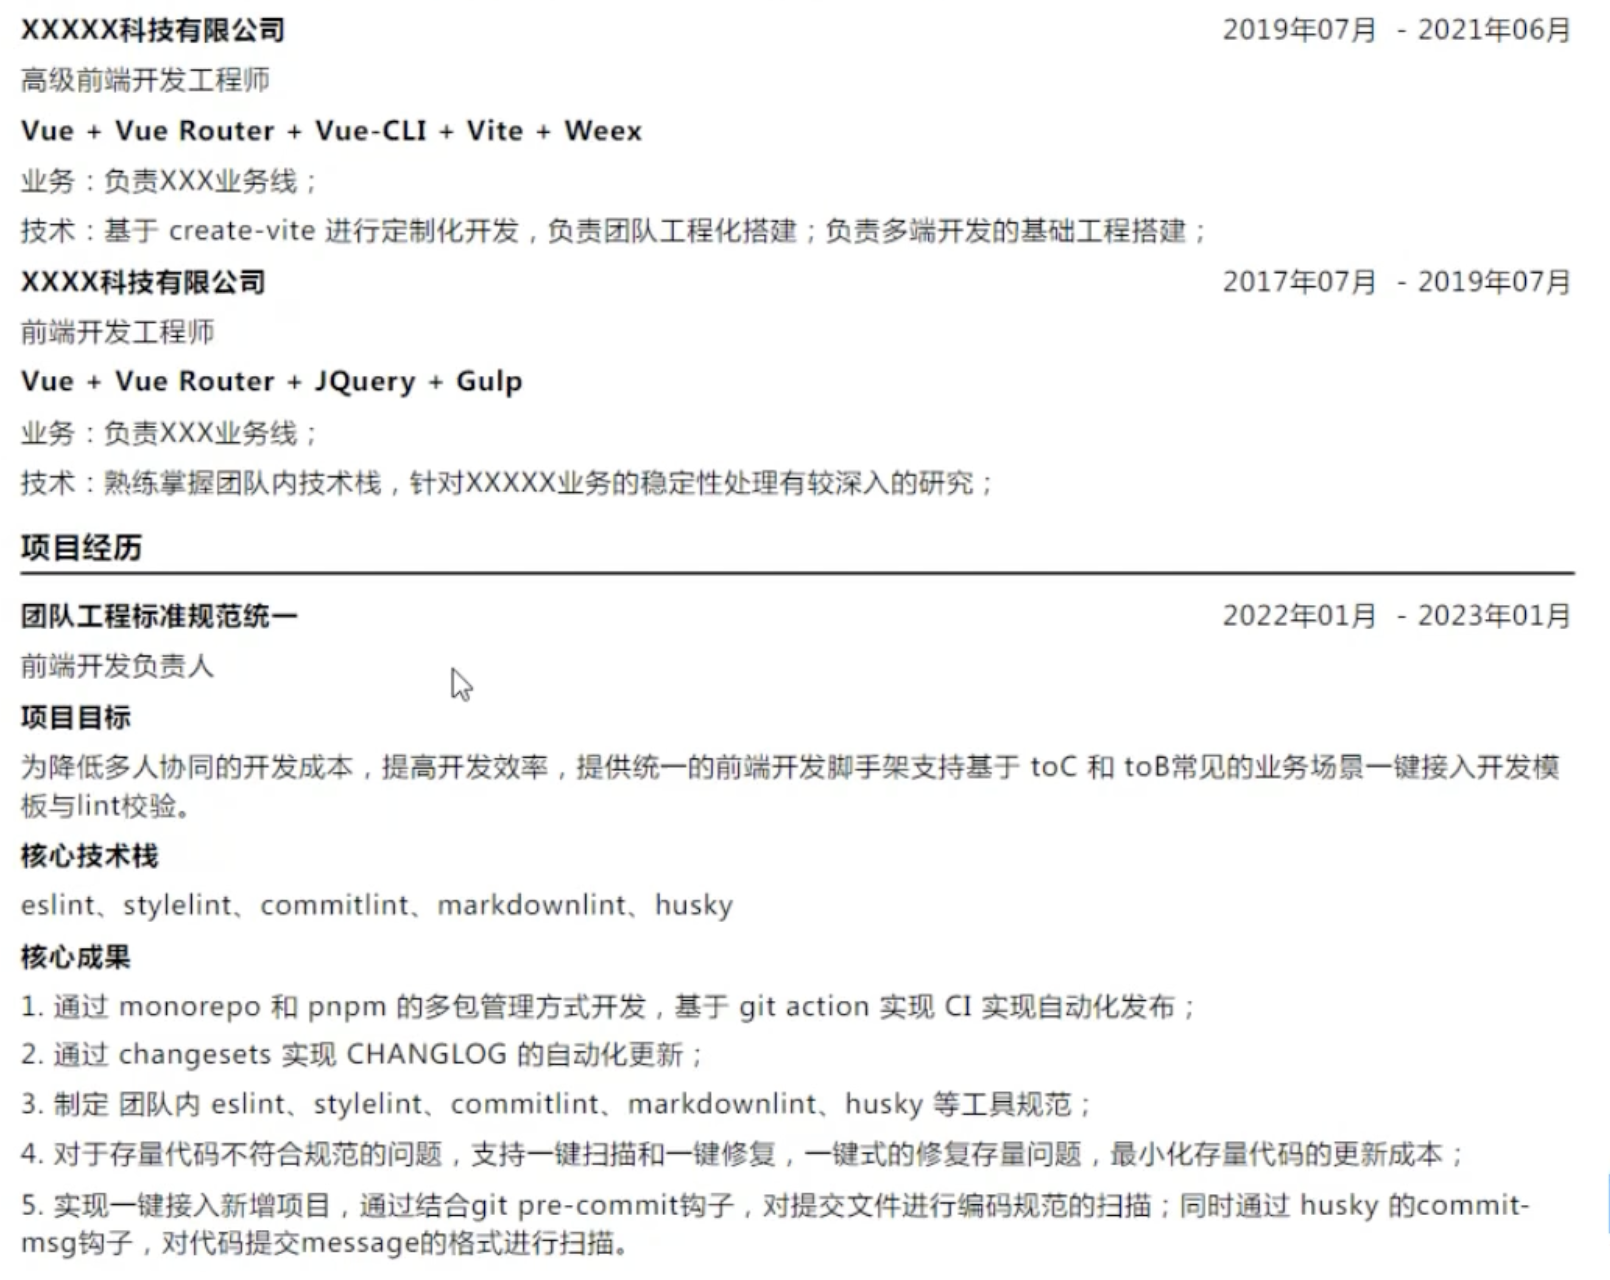 XXXXX科技有限公司 2019年07月 - 2021年06月
高级前端开发工程师
Vue + Vue Router + Vue-CLI + Vite + Weex
业务：负责XXX业务线；
技术：基于 create-vite 进行定制化开发，负责团队工程化搭建；负责多端开发的基础工程搭建；
XXXX科技有限公司 2017年07月 - 2019年07月
前端开发工程师
Vue + Vue Router + JQuery + Gulp
业务：负责XXX业务线；
技术：熟练掌握团队内技术栈，针对XXXXX业务的稳定性处理有较深入的研究；
项目经历
团队工程标准规范统一 2022年01月 - 2023年01月
前端开发负责人
项目目标
为降低多人协同的开发成本，提高开发效率，提供统一的前端开发脚手架支持基于 toC 和 toB常见的业务场景一键接入开发模
板与lint校验。
核心技术栈
eslint、stylelint、commitlint、markdownlint、husky
核心成果
1. 通过 monorepo 和 pnpm 的多包管理方式开发，基于 git action 实现 CI 实现自动化发布；
2. 通过 changesets 实现 CHANGLOG 的自动化更新；
3. 制定 团队内 eslint、stylelint、commitlint、markdownlint、husky 等工具规范；
4. 对于存量代码不符合规范的问题，支持一键扫描和一键修复，一键式的修复存量问题，最小化存量代码的更新成本；
5. 实现一键接入新增项目，通过结合git pre-commit钩子，对提交文件进行编码规范的扫描；同时通过 husky 的commit-
msg钩子，对代码提交message的格式进行扫描。